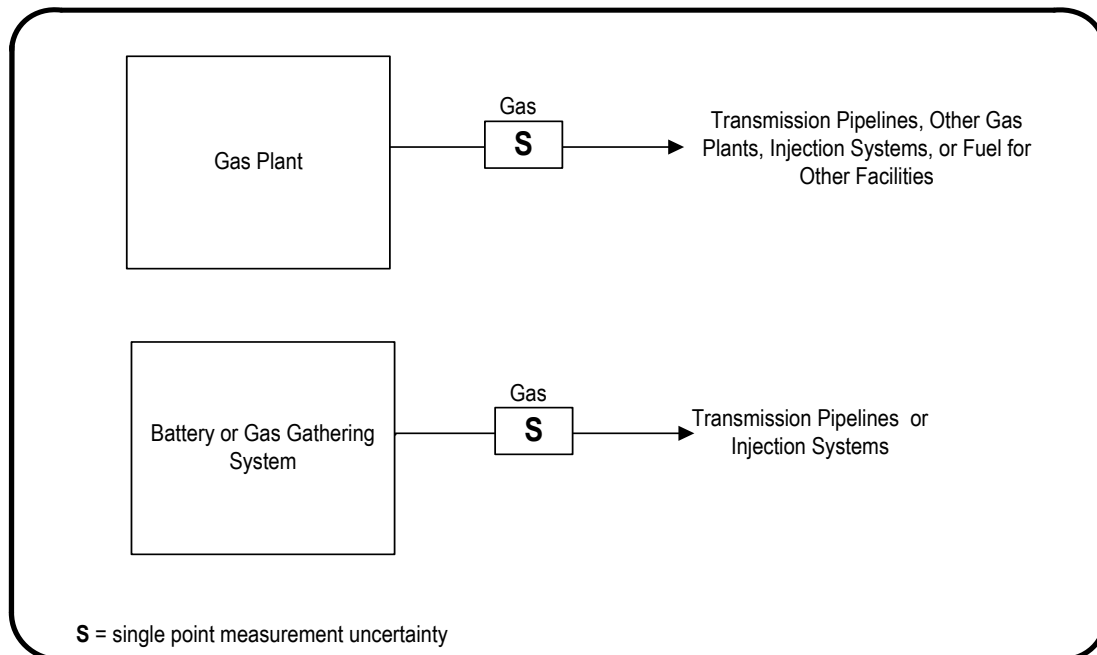 Gas Plant
Gas
S
Transmission Pipelines, Other Gas
Plants, Injection Systems, or Fuel for
Other Facilities
Battery or Gas Gathering
System
Gas
S
Transmission Pipelines or
Injection Systems
S = single point measurement uncertainty